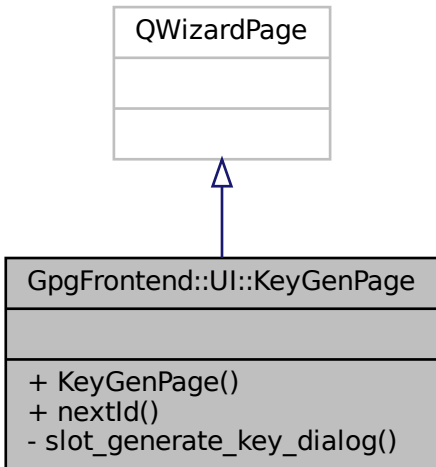 QWizardPage
GpgFrontend::UI::KeyGenPage
+ KeyGenPage()
+ nextId()
- slot_generate_key_dialog()